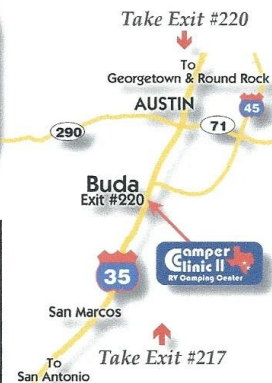 Take Exit #220
To
Georgetown & Round Rock
AUSTIN
45
290
71
Buda
Exit #220
Camper
Clinic II
RV Camping Center
35
San Marcos
To
San Antonio
Take Exit #217